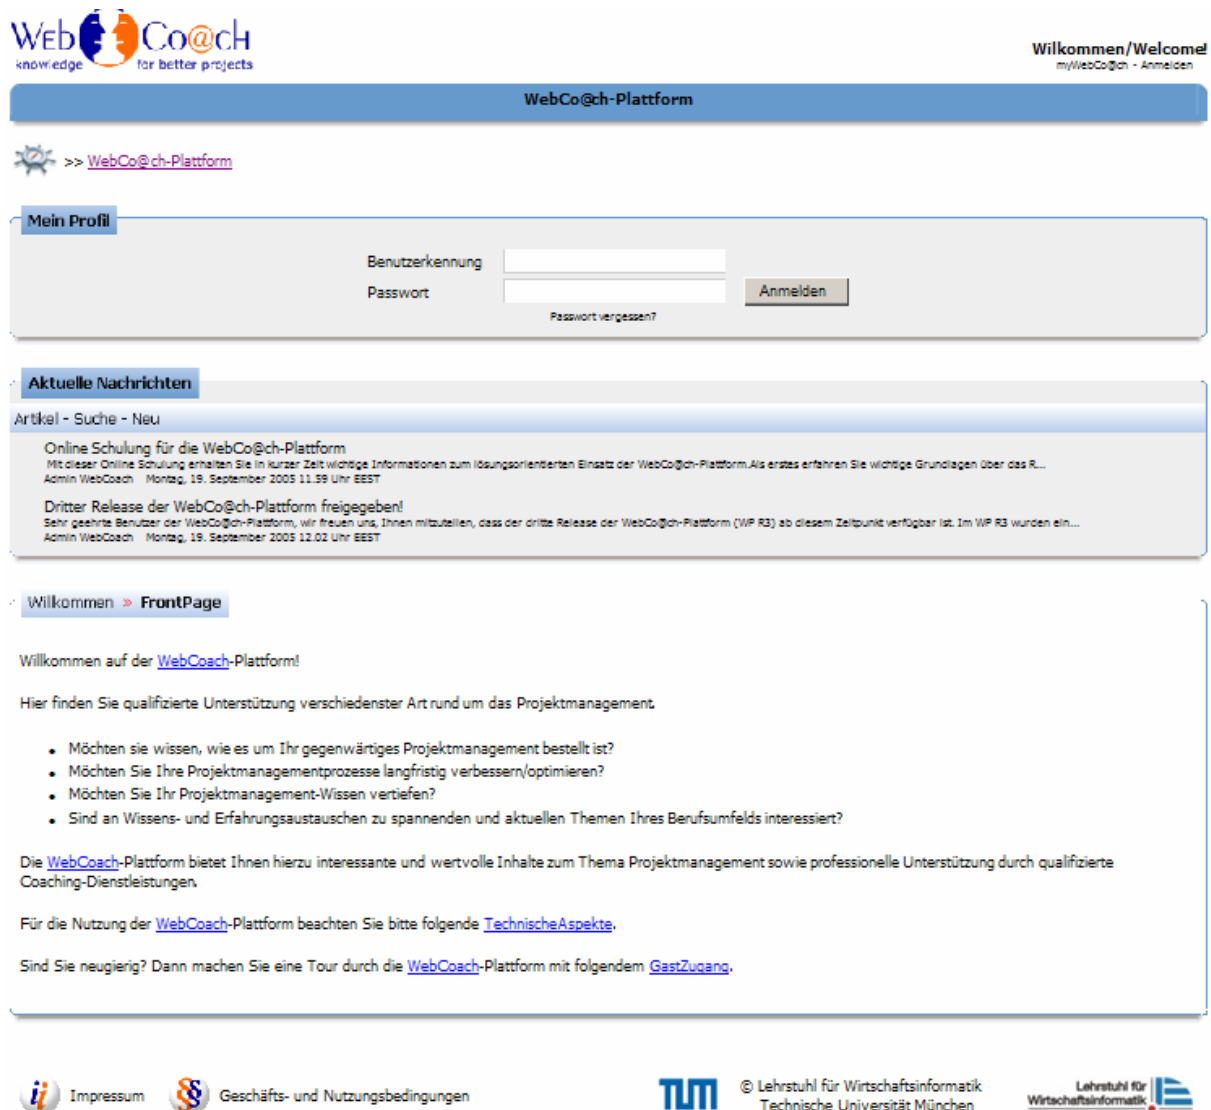 WEb Co@cH
knowledge for better projects
Wilkommen/Welcome!
myWebCo@ch - Anmelden
WebCo@ch-Plattform
>> WebCo@ch-Plattform
Mein Profil
Benutzerkennung
Passwort
Anmelden
Passwort vergessen?
Aktuelle Nachrichten
Artikel - Suche - Neu
Online Schulung für die WebCo@ch-Plattform
Mit dieser Online Schulung erhalten Sie in kurzer Zeit wichtige Informationen zum lösungsorientierten Einsatz der WebCo@ch-Plattform.Als erstes erfahren Sie wichtige Grundlagen über das R...
Admin WebCoach Montag, 19. September 2005 11.59 Uhr EEST
Dritter Release der WebCo@ch-Plattform freigegeben!
Sehr geehrte Benutzer der WebCo@ch-Plattform, wir freuen uns, Ihnen mitzuteilen, dass der dritte Release der WebCo@ch-Plattform (WP R3) ab diesem Zeitpunkt verfügbar ist. Im WP R3 wurden ein...
Admin WebCoach Montag, 19. September 2005 12.02 Uhr EEST
Wilkommen » FrontPage
Willkommen auf der WebCoach-Plattform!
Hier finden Sie qualifizierte Unterstützung verschiedenster Art rund um das Projektmanagement.
• Möchten sie wissen, wie es um Ihr gegenwärtiges Projektmanagement bestellt ist?
• Möchten Sie Ihre Projektmanagementprozesse langfristig verbessern/optimieren?
• Möchten Sie Ihr Projektmanagement-Wissen vertiefen?
• Sind an Wissens- und Erfahrungsaustauschen zu spannenden und aktuellen Themen Ihres Berufsumfelds interessiert?
Die WebCoach-Plattform bietet Ihnen hierzu interessante und wertvolle Inhalte zum Thema Projektmanagement sowie professionelle Unterstützung durch qualifizierte
Coaching-Dienstleistungen.
Für die Nutzung der WebCoach-Plattform beachten Sie bitte folgende TechnischeAspekte.
Sind Sie neugierig? Dann machen Sie eine Tour durch die WebCoach-Plattform mit folgendem GastZugang.
Impressum
§§ Geschäfts- und Nutzungsbedingungen
TUM
© Lehrstuhl für Wirtschaftsinformatik
Technische Universität München
Lehrstuhl für
Wirtschaftsinformatik